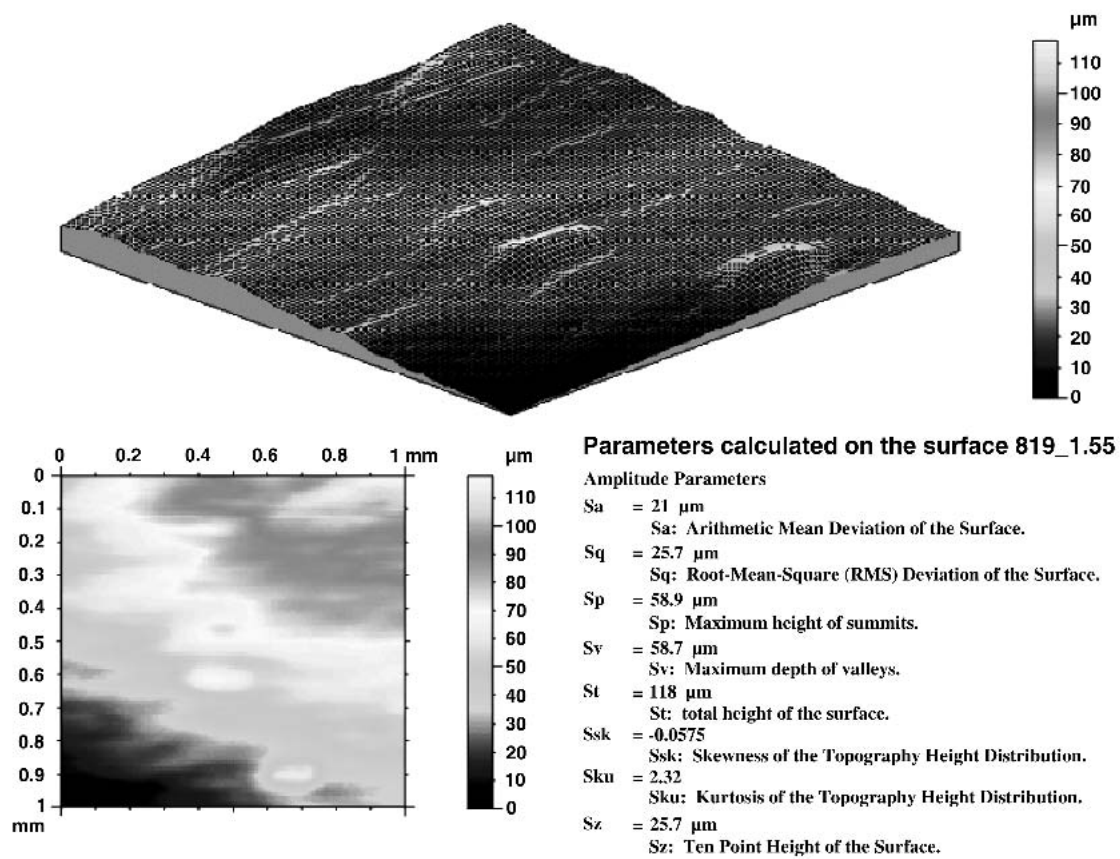 µm
110
100
90
80
70
60
50
40
30
20
10
0
0 0.2 0.4 0.6 0.8 1 mm
µm
0
0.1
0.2
0.3
0.4
0.5
0.6
0.7
0.8
0.9
1
mm
110
100
90
80
70
60
50
40
30
20
10
0
Parameters calculated on the surface 819_1.55
Amplitude Parameters
Sa = 21 µm
Sa: Arithmetic Mean Deviation of the Surface.
Sq = 25.7 µm
Sq: Root-Mean-Square (RMS) Deviation of the Surface.
Sp = 58.9 µm
Sp: Maximum height of summits.
Sv = 58.7 µm
Sv: Maximum depth of valleys.
St = 118 µm
St: total height of the surface.
Ssk = -0.0575
Ssk: Skewness of the Topography Height Distribution.
Sku = 2.32
Sku: Kurtosis of the Topography Height Distribution.
Sz = 25.7 µm
Sz: Ten Point Height of the Surface.